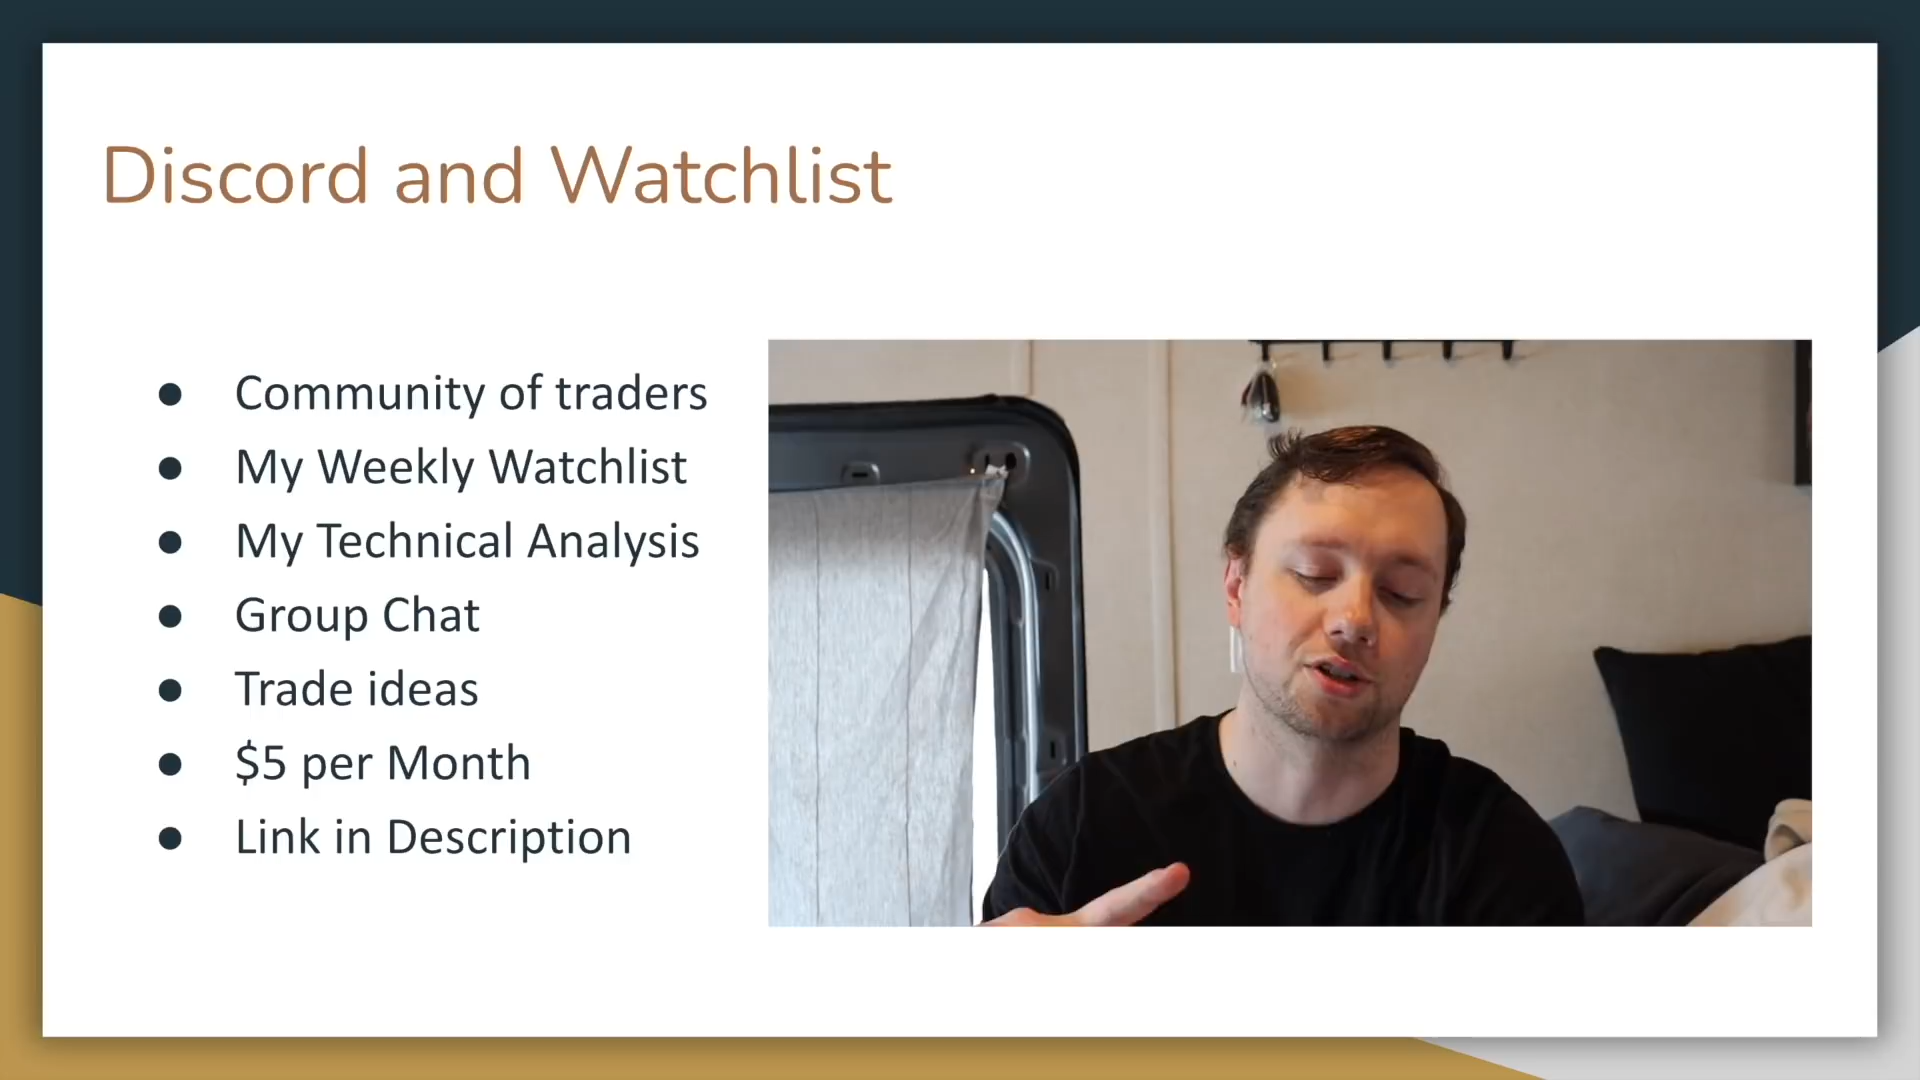 Discord and Watchlist
● Community of traders
● My Weekly Watchlist
● My Technical Analysis
● Group Chat
● Trade ideas
● $5 per Month
● Link in Description